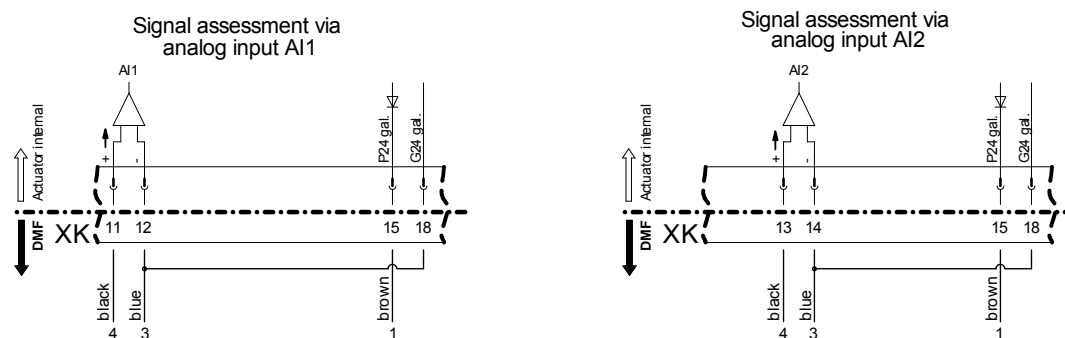 Signal assessment via
analog input AI1
AI1
Actuator internal
+
-
P24 gal.
G24 gal.
DMF
XK
11 12 15 18
black
blue
brown
4 3 1
Signal assessment via
analog input AI2
AI2
Actuator internal
+
-
P24 gal.
G24 gal.
DMF
XK
13 14 15 18
black
blue
brown
4 3 1